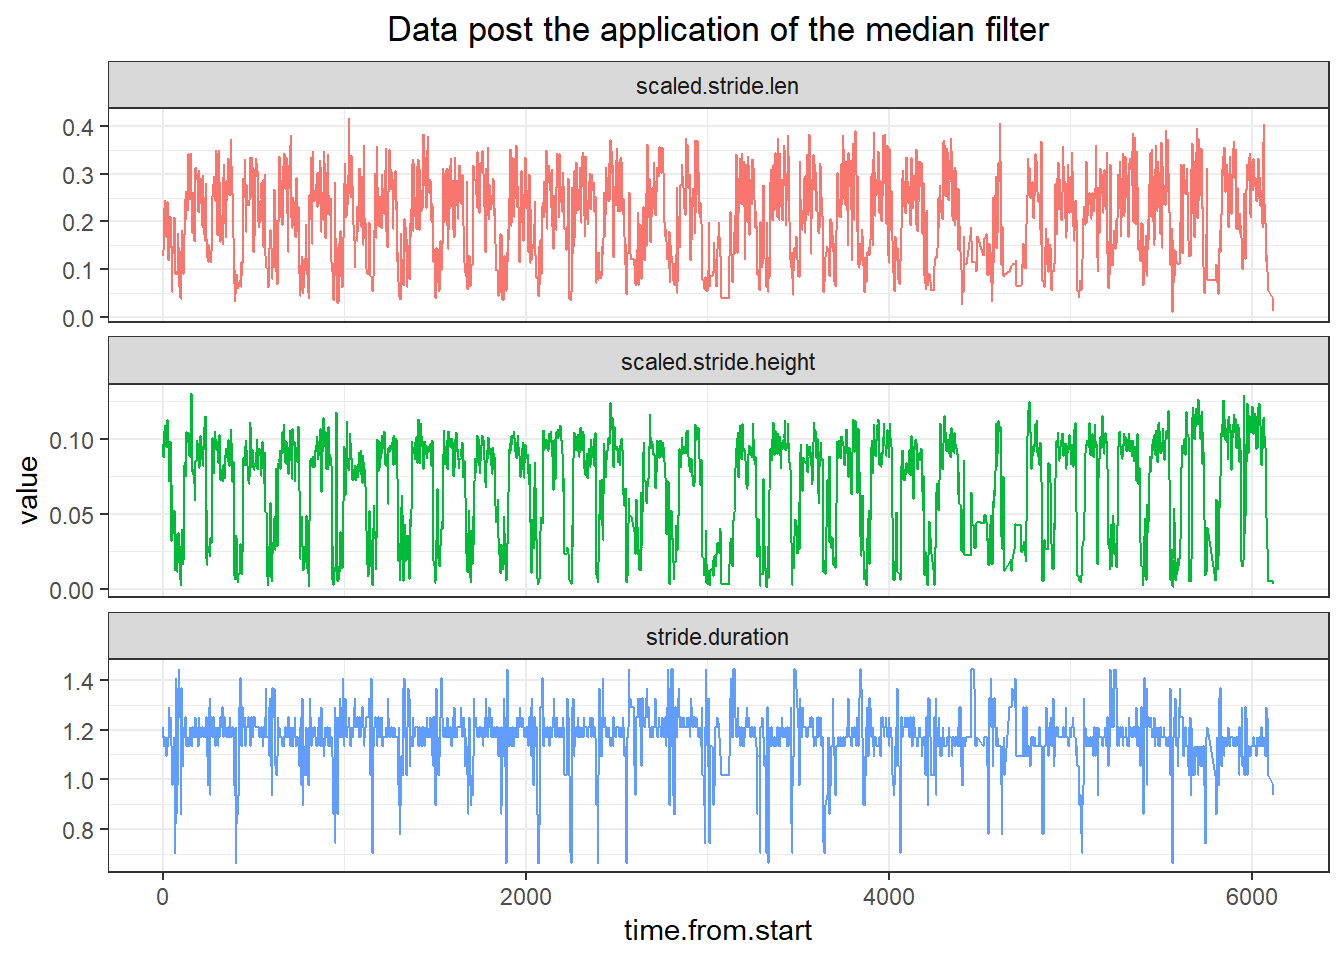 Data post the application of the median filter
scaled.stride.len
0.4
0.3
0.2
0.1
0.0
scaled.stride.height
0.10
0.05
0.00
value
stride.duration
1.4
1.2
1.0
0.8
0 2000 4000 6000
time.from.start